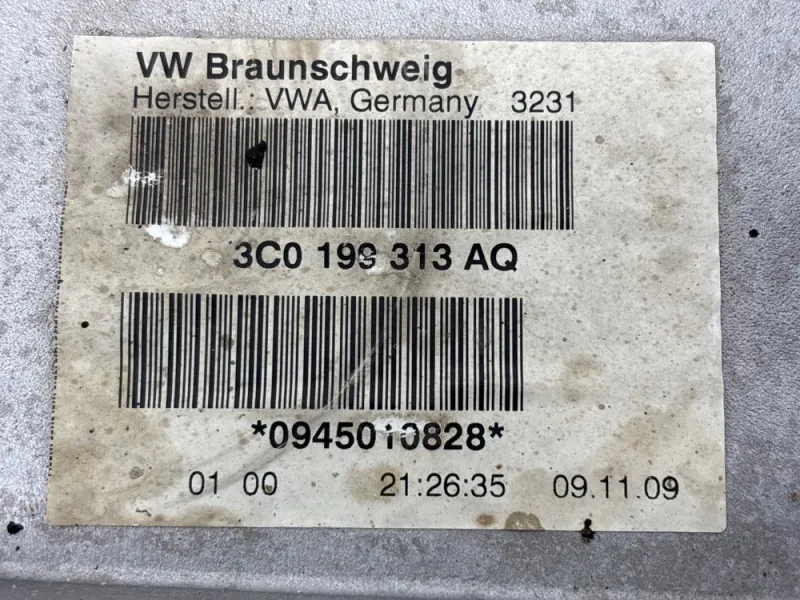 VW Braunschweig
Herstell.: VWA, Germany 3231
3C0 199 313 AQ
*0945010828*
01 00 21:26:35 09.11.09